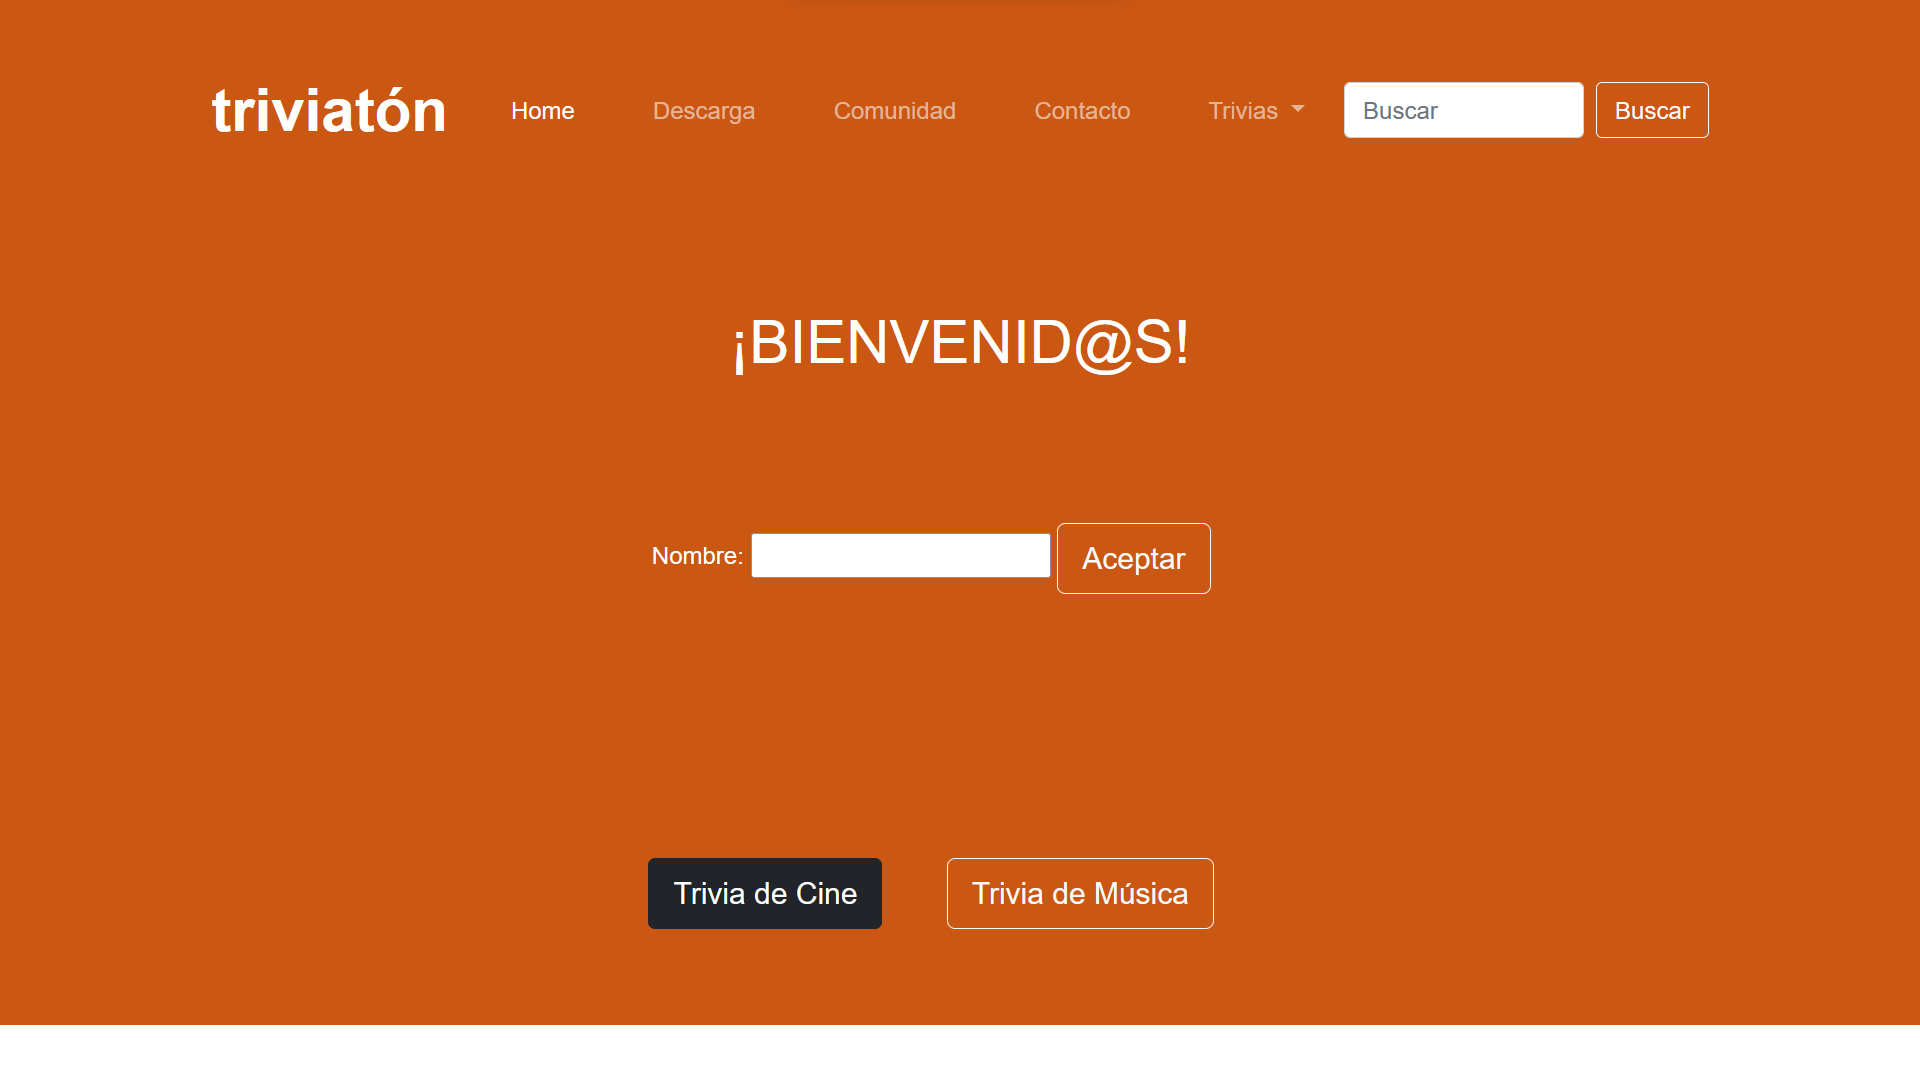 triviatón Home Descarga Comunidad Contacto Trivias Buscar Buscar
¡BIENVENID@S!
Nombre: Aceptar
Trivia de Cine Trivia de Música